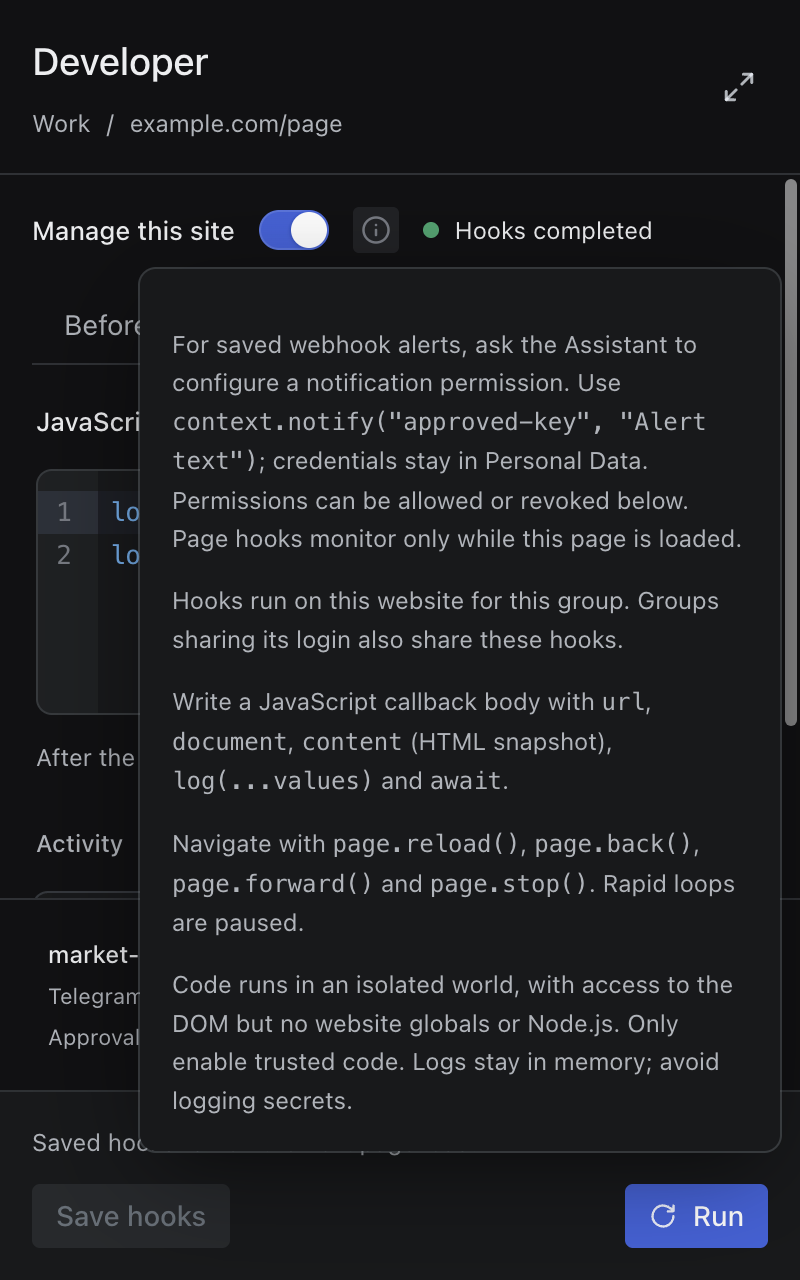 Developer
Work / example.com/page
Manage this site
Hooks completed
Before
For saved webhook alerts, ask the Assistant to
configure a notification permission. Use
context.notify("approved-key", "Alert
text"); credentials stay in Personal Data.
Permissions can be allowed or revoked below.
Page hooks monitor only while this page is loaded.
Hooks run on this website for this group. Groups
sharing its login also share these hooks.
Write a JavaScript callback body with url,
document, content (HTML snapshot),
log(...values) and await.
Navigate with page.reload(), page.back(),
page.forward() and page.stop(). Rapid loops
are paused.
Code runs in an isolated world, with access to the
DOM but no website globals or Node.js. Only
enable trusted code. Logs stay in memory; avoid
logging secrets.
JavaScri
1 lo
2 lo
After the
Activity
market-
Telegram
Approval
Saved hoo
Save hooks
Run